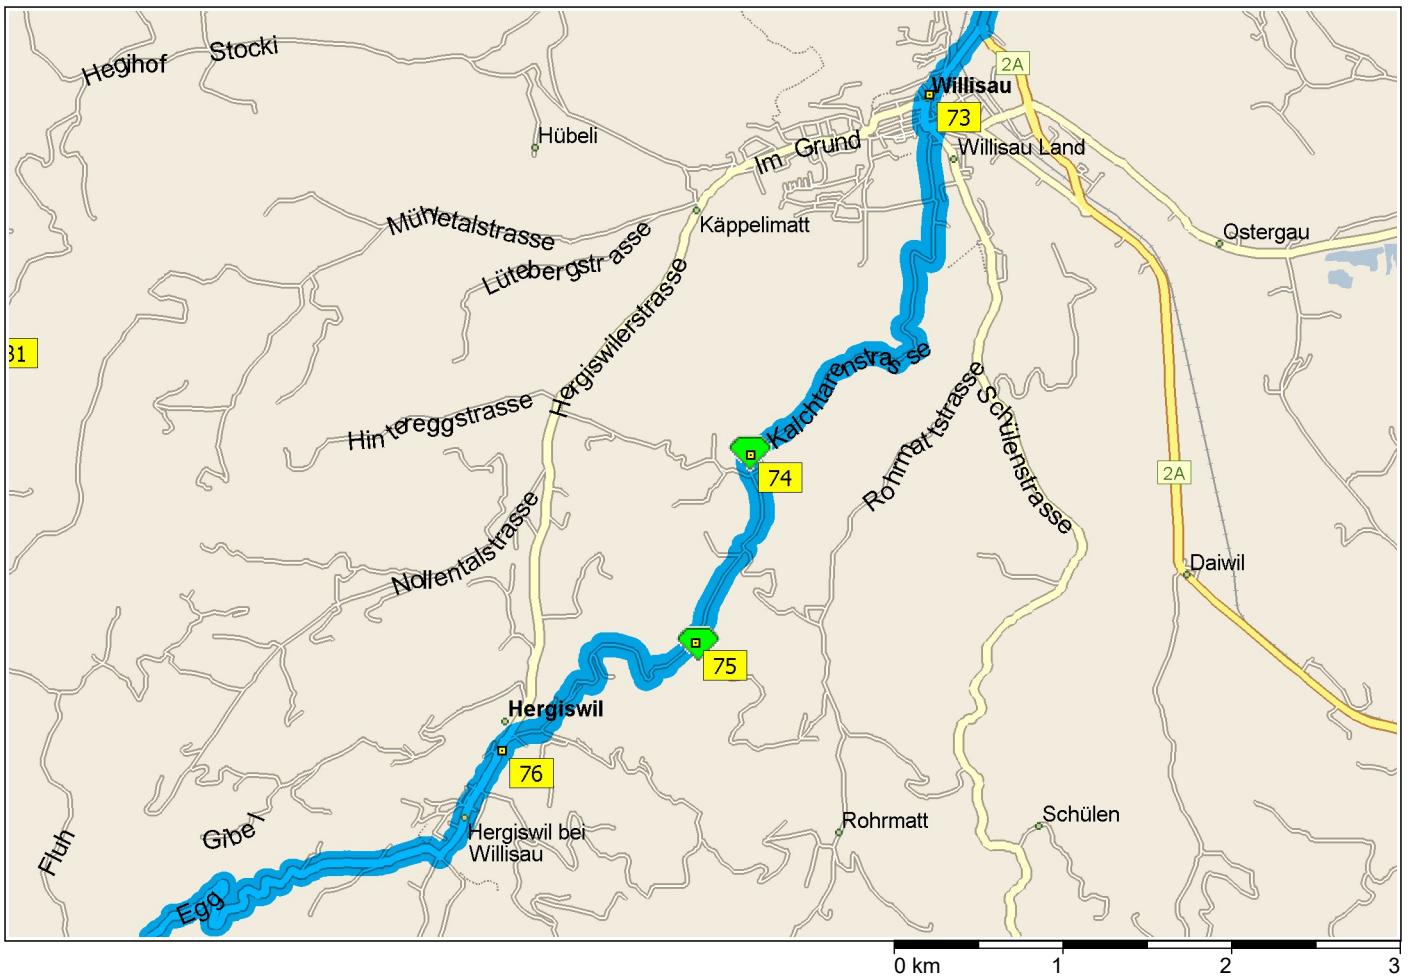 Hegihof
Stocki
2A
Willisau
73
Hübeli
Im Grund
Willisau Land
Mühletalstrasse
Käppelimatt
Ostergau
Lütebergstrasse
Hergiswilerstrasse
31
Kalchtarenstrasse
Hintereggstrasse
Rohrmattstrasse
Schülenstrasse
74
2A
Nollentalstrasse
Daiwil
75
Hergiswil
76
Gibel
Hergiswil bei
Willisau
Rohrmatt
Schülen
Fluh
Egg
0 km
1
2
3